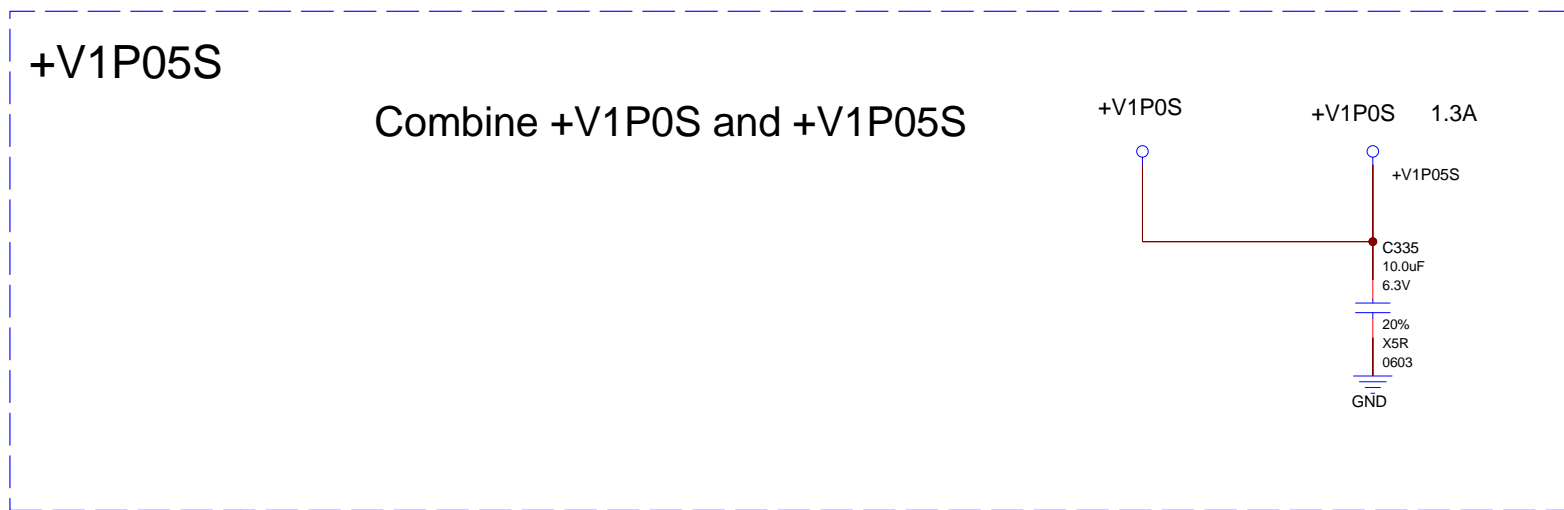 +V1P05S
Combine +V1P0S and +V1P05S
+V1P0S
+V1P0S 1.3A
+V1P05S
C335
10.0uF
6.3V
20%
X5R
0603
GND